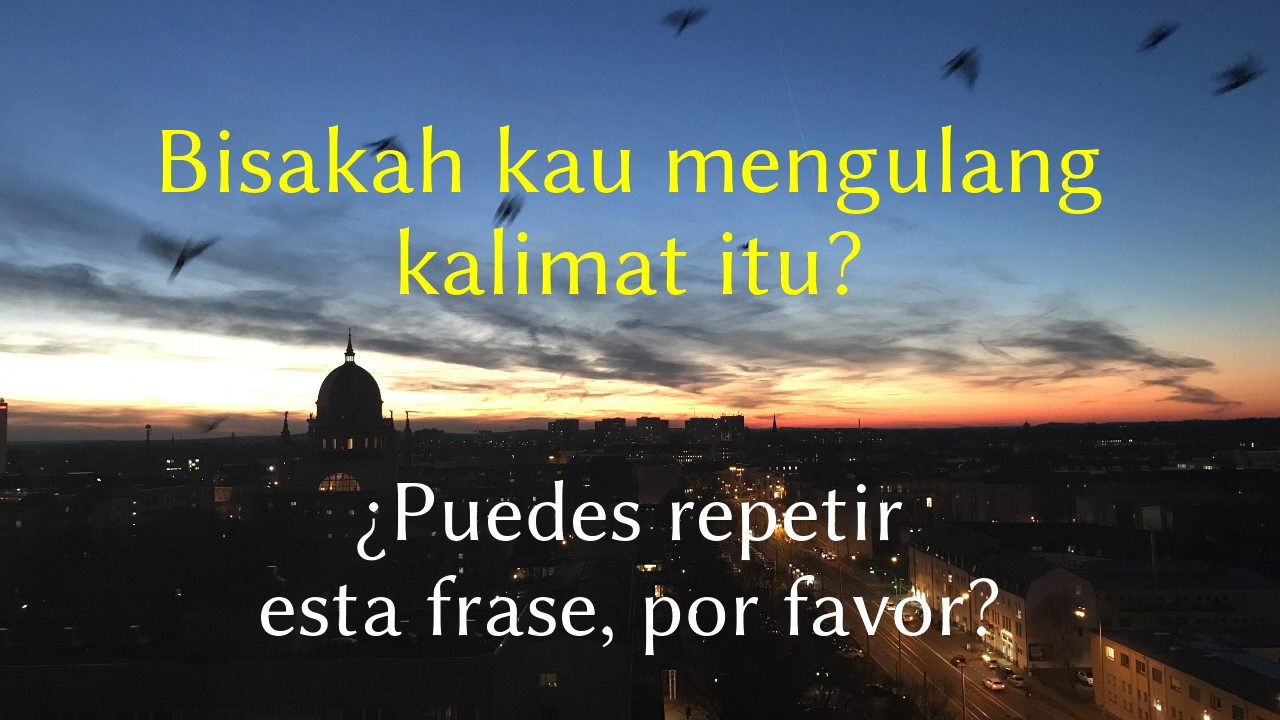 Bisakah kau mengulang
kalimat itu?
¿Puedes repetir
esta frase, por favor?